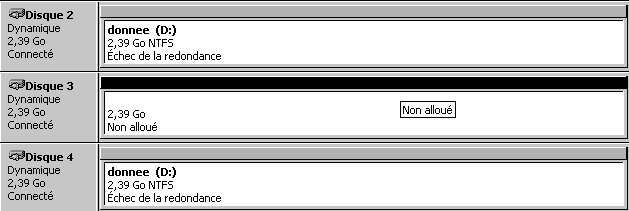 Disque 2
Dynamique
2,39 Go
Connecté
donnee (D:)
2,39 Go NTFS
Échec de la redondance
Disque 3
Dynamique
2,39 Go
Connecté
2,39 Go
Non alloué
Non alloué
Disque 4
Dynamique
2,39 Go
Connecté
donnee (D:)
2,39 Go NTFS
Échec de la redondance